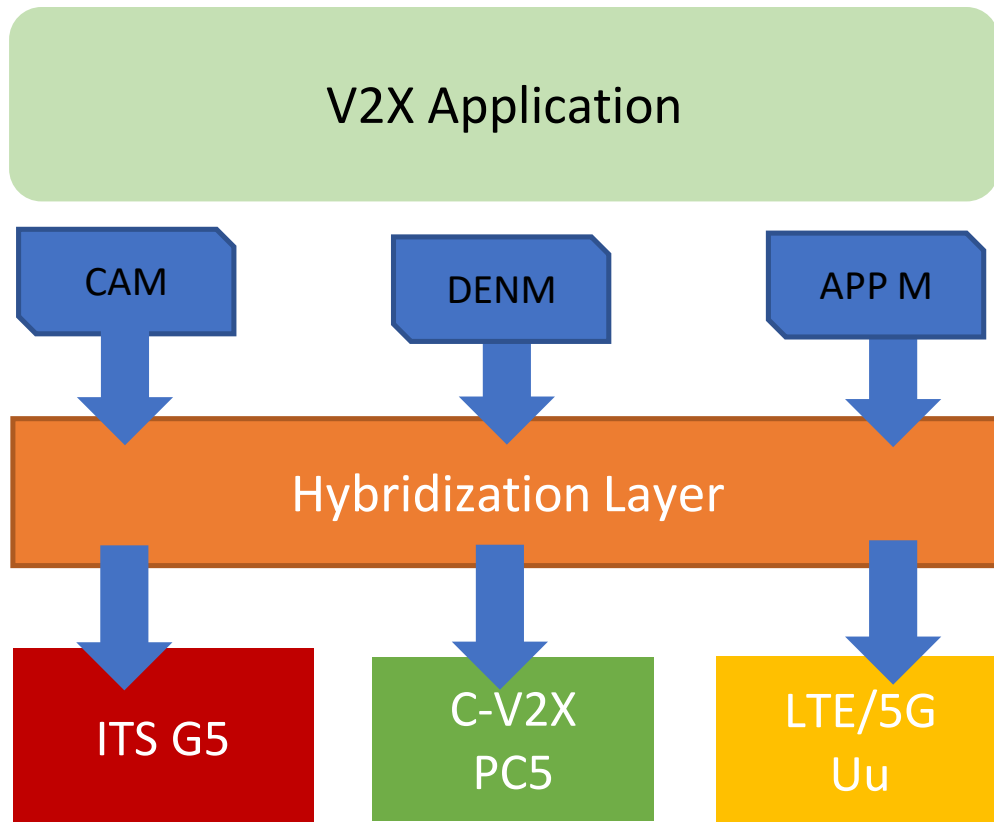 V2X Application
CAM
DENM
APP M
Hybridization Layer
ITS G5
C-V2X
PC5
LTE/5G
Uu